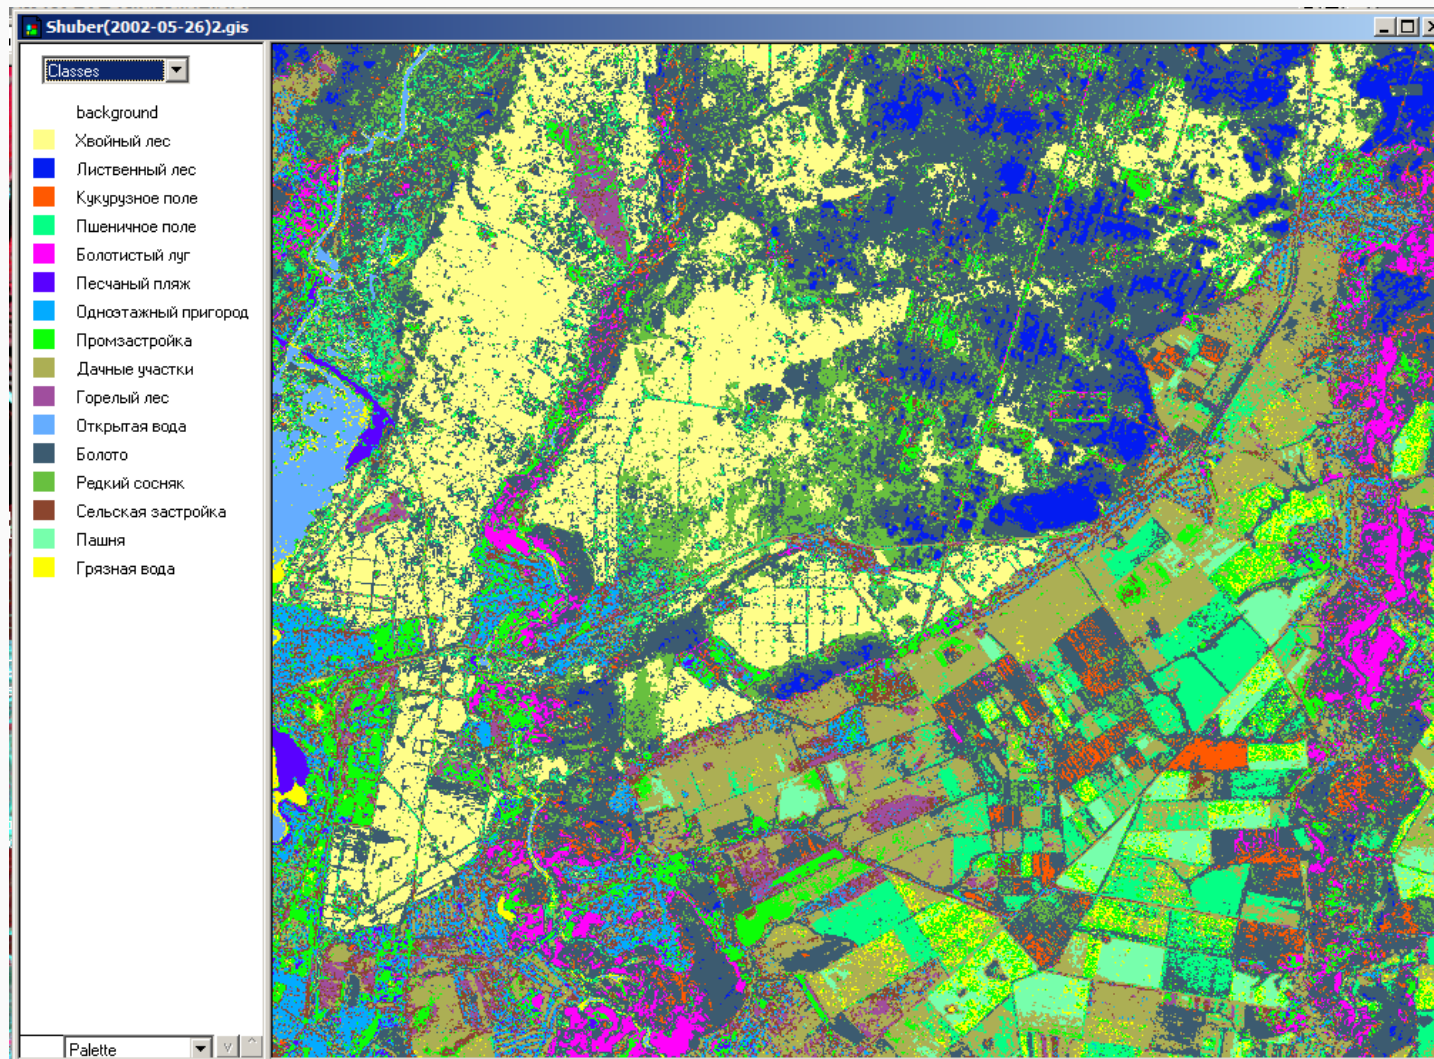 Shuber(2002-05-26)2.gis
Classes
background
Хвойный лес
Лиственный лес
Кукурузное поле
Пшеничное поле
Болотистый луг
Песчаный пляж
Одноэтажный пригород
Промзастройка
Дачные участки
Горелый лес
Открытая вода
Болото
Редкий сосняк
Сельская застройка
Пашня
Грязная вода
Palette